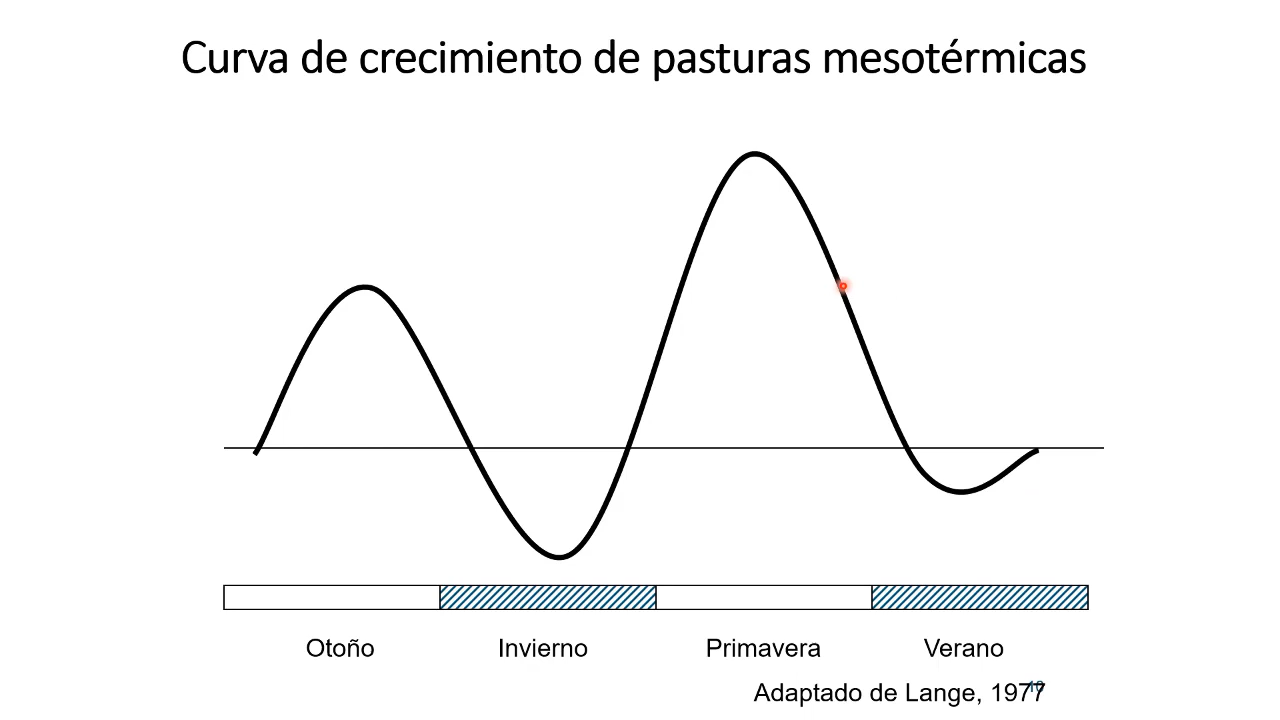 Curva de crecimiento de pasturas mesotérmicas
Otoño Invierno Primavera Verano
Adaptado de Lange, 1977